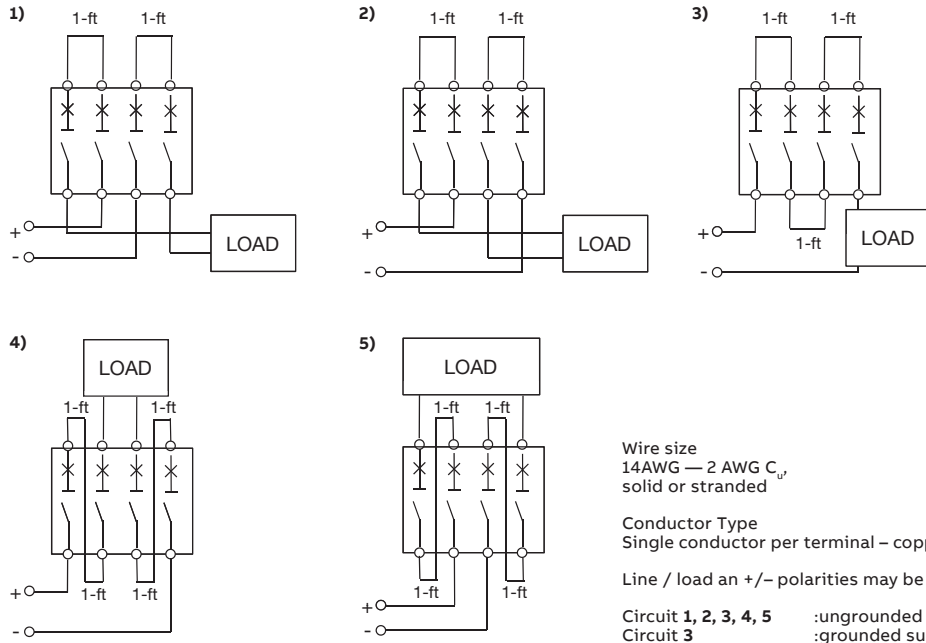 1)
1-ft 1-ft
+
-
LOAD
2)
1-ft 1-ft
+
-
LOAD
3)
1-ft 1-ft
+
1-ft
-
LOAD
4)
LOAD
1-ft 1-ft
+
1-ft 1-ft
-
5)
LOAD
1-ft 1-ft
1-ft 1-ft
+
-
Wire size
14AWG — 2 AWG Cu,
solid or stranded
Conductor Type
Single conductor per terminal –
Line / load an +/– polarities may be
Circuit 1, 2, 3, 4, 5 :ungrounded
Circuit 3 :grounded